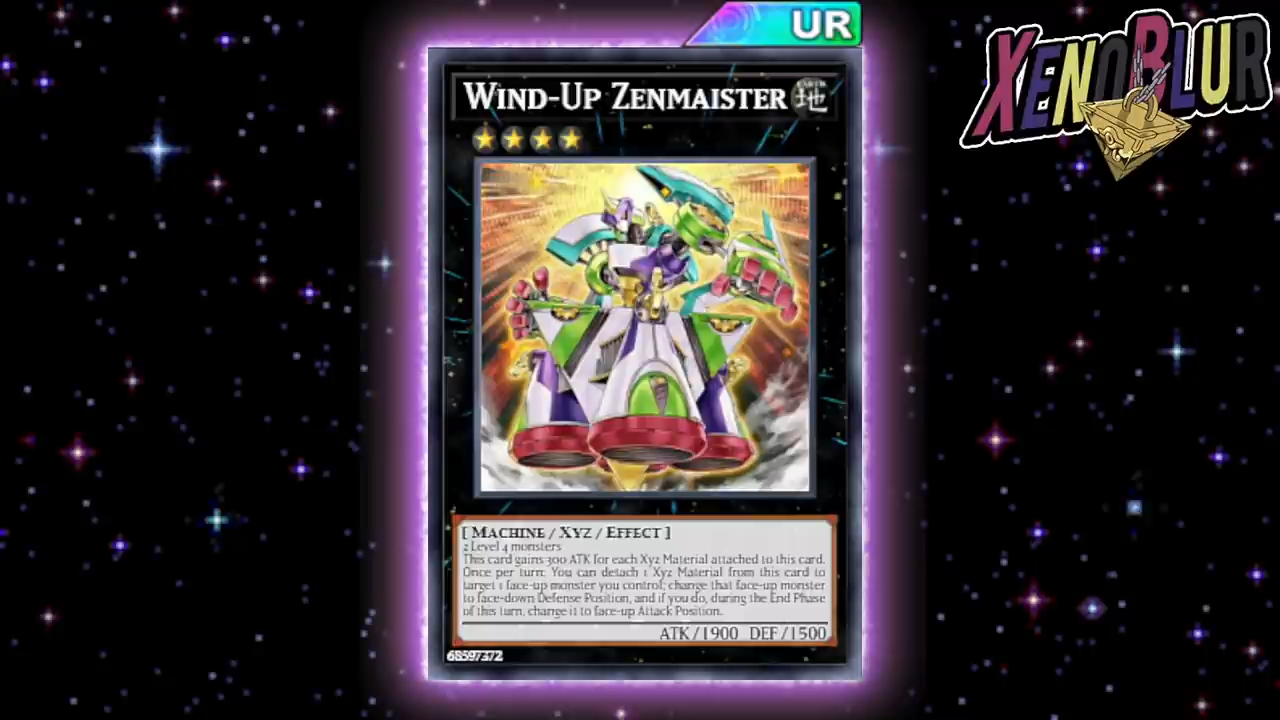 UR
XENOBLUR
WIND-UP ZENMAISTER
EARTH
地
[ MACHINE / XYZ / EFFECT ]
2 Level 4 monsters
This card gains 300 ATK for each Xyz Material attached to this card.
Once per turn: You can detach 1 Xyz Material from this card to
target 1 face-up monster you control; change that face-up monster
to face-down Defense Position, and if you do, during the End Phase
of this turn, change it to face-up Attack Position.
ATK/1900 DEF/1500
68597372